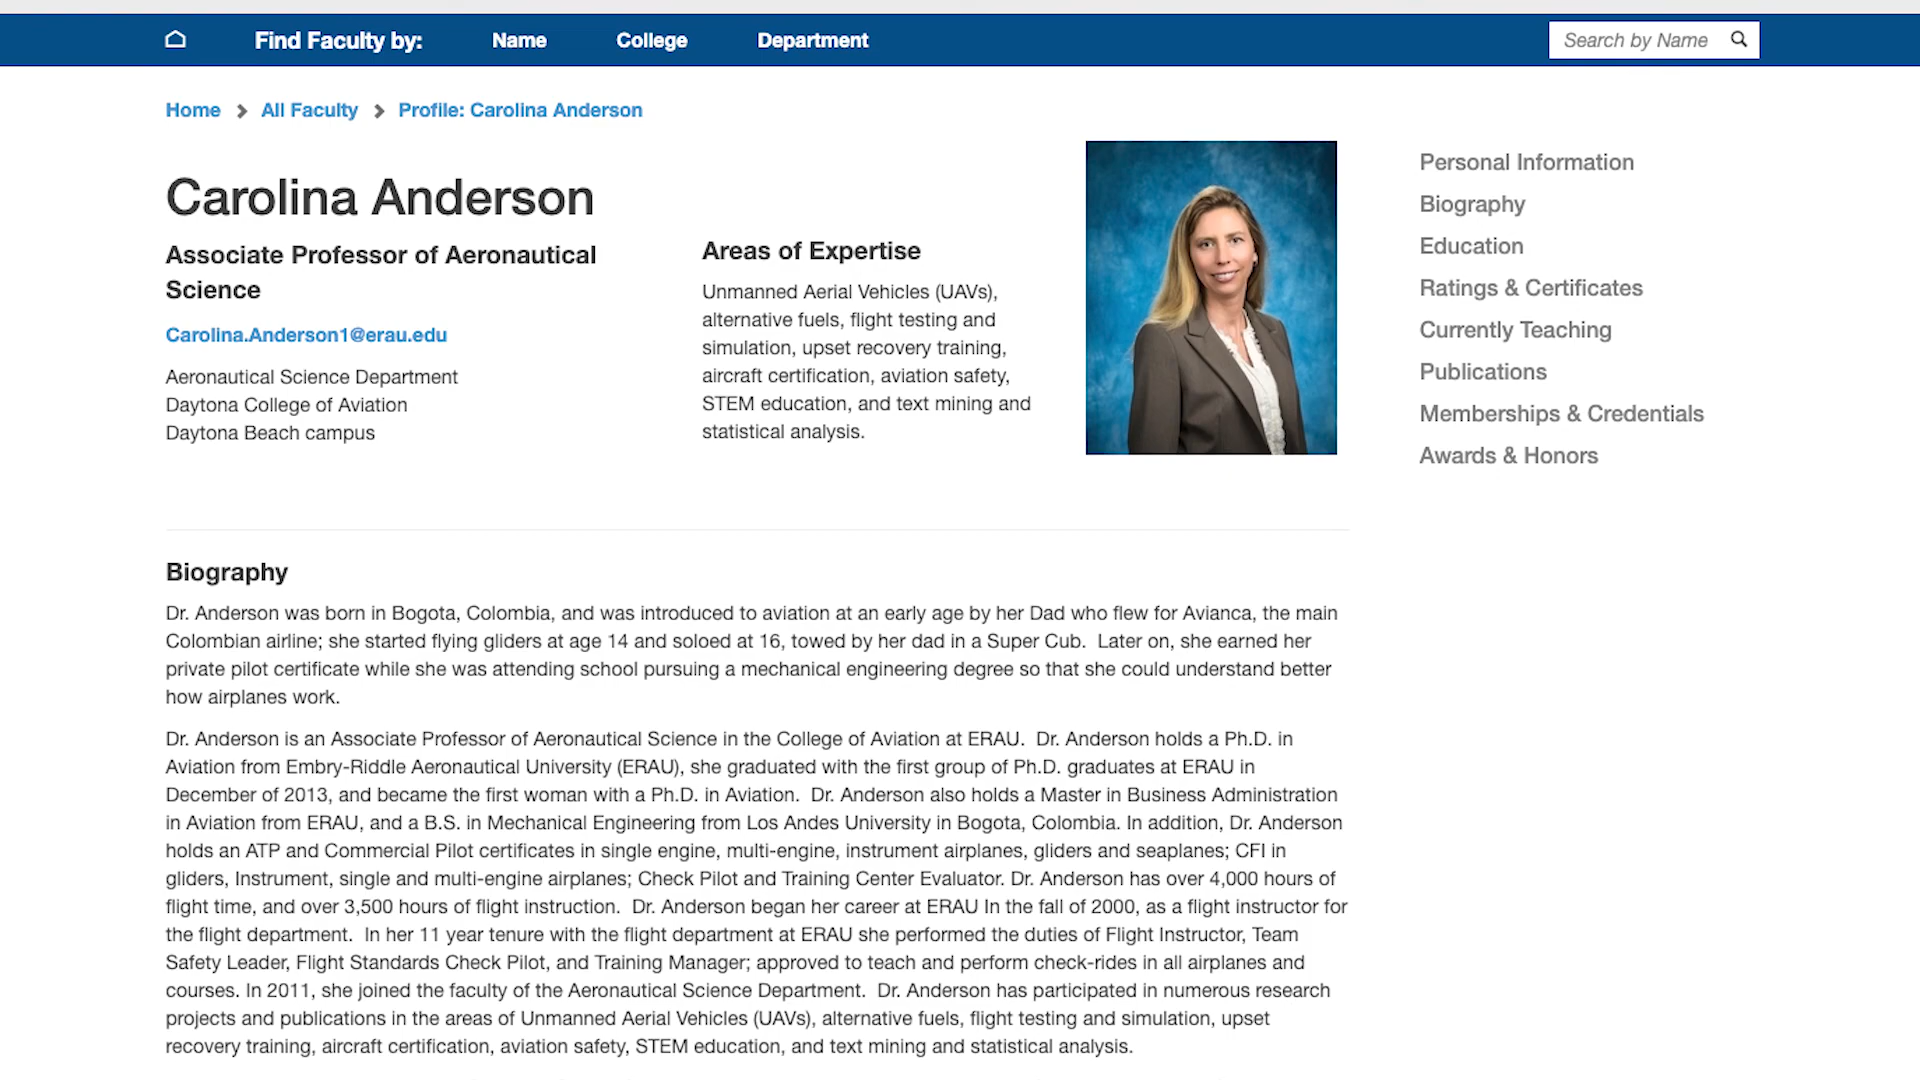 Find Faculty by: Name College Department Search by Name
Home > All Faculty > Profile: Carolina Anderson
Carolina Anderson
Associate Professor of Aeronautical
Science
Carolina.Anderson1@erau.edu
Aeronautical Science Department
Daytona College of Aviation
Daytona Beach campus
Areas of Expertise
Unmanned Aerial Vehicles (UAVs),
alternative fuels, flight testing and
simulation, upset recovery training,
aircraft certification, aviation safety,
STEM education, and text mining and
statistical analysis.
Personal Information
Biography
Education
Ratings & Certificates
Currently Teaching
Publications
Memberships & Credentials
Awards & Honors
Biography
Dr. Anderson was born in Bogota, Colombia, and was introduced to aviation at an early age by her Dad who flew for Avianca, the main
Colombian airline; she started flying gliders at age 14 and soloed at 16, towed by her dad in a Super Cub.  Later on, she earned her
private pilot certificate while she was attending school pursuing a mechanical engineering degree so that she could understand better
how airplanes work.
Dr. Anderson is an Associate Professor of Aeronautical Science in the College of Aviation at ERAU.  Dr. Anderson holds a Ph.D. in
Aviation from Embry-Riddle Aeronautical University (ERAU), she graduated with the first group of Ph.D. graduates at ERAU in
December of 2013, and became the first woman with a Ph.D. in Aviation.  Dr. Anderson also holds a Master in Business Administration
in Aviation from ERAU, and a B.S. in Mechanical Engineering from Los Andes University in Bogota, Colombia. In addition, Dr. Anderson
holds an ATP and Commercial Pilot certificates in single engine, multi-engine, instrument airplanes, gliders and seaplanes; CFI in
gliders, Instrument, single and multi-engine airplanes; Check Pilot and Training Center Evaluator. Dr. Anderson has over 4,000 hours of
flight time, and over 3,500 hours of flight instruction.  Dr. Anderson began her career at ERAU In the fall of 2000, as a flight instructor for
the flight department.  In her 11 year tenure with the flight department at ERAU she performed the duties of Flight Instructor, Team
Safety Leader, Flight Standards Check Pilot, and Training Manager; approved to teach and perform check-rides in all airplanes and
courses. In 2011, she joined the faculty of the Aeronautical Science Department.  Dr. Anderson has participated in numerous research
projects and publications in the areas of Unmanned Aerial Vehicles (UAVs), alternative fuels, flight testing and simulation, upset
recovery training, aircraft certification, aviation safety, STEM education, and text mining and statistical analysis.